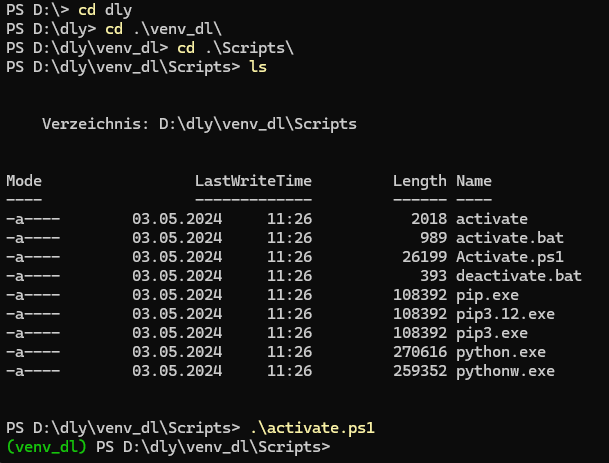 PS D:\> cd dly
PS D:\dly> cd .\venv_dl\
PS D:\dly\venv_dl> cd .\Scripts\
PS D:\dly\venv_dl\Scripts> ls
Verzeichnis: D:\dly\venv_dl\Scripts
Mode LastWriteTime Length Name
---- ------------- ------ ----
-a---- 03.05.2024 11:26 2018 activate
-a---- 03.05.2024 11:26 989 activate.bat
-a---- 03.05.2024 11:26 26199 Activate.ps1
-a---- 03.05.2024 11:26 393 deactivate.bat
-a---- 03.05.2024 11:26 108392 pip.exe
-a---- 03.05.2024 11:26 108392 pip3.12.exe
-a---- 03.05.2024 11:26 108392 pip3.exe
-a---- 03.05.2024 11:26 270616 python.exe
-a---- 03.05.2024 11:26 259352 pythonw.exe
PS D:\dly\venv_dl\Scripts> .\activate.ps1
(venv_dl) PS D:\dly\venv_dl\Scripts>